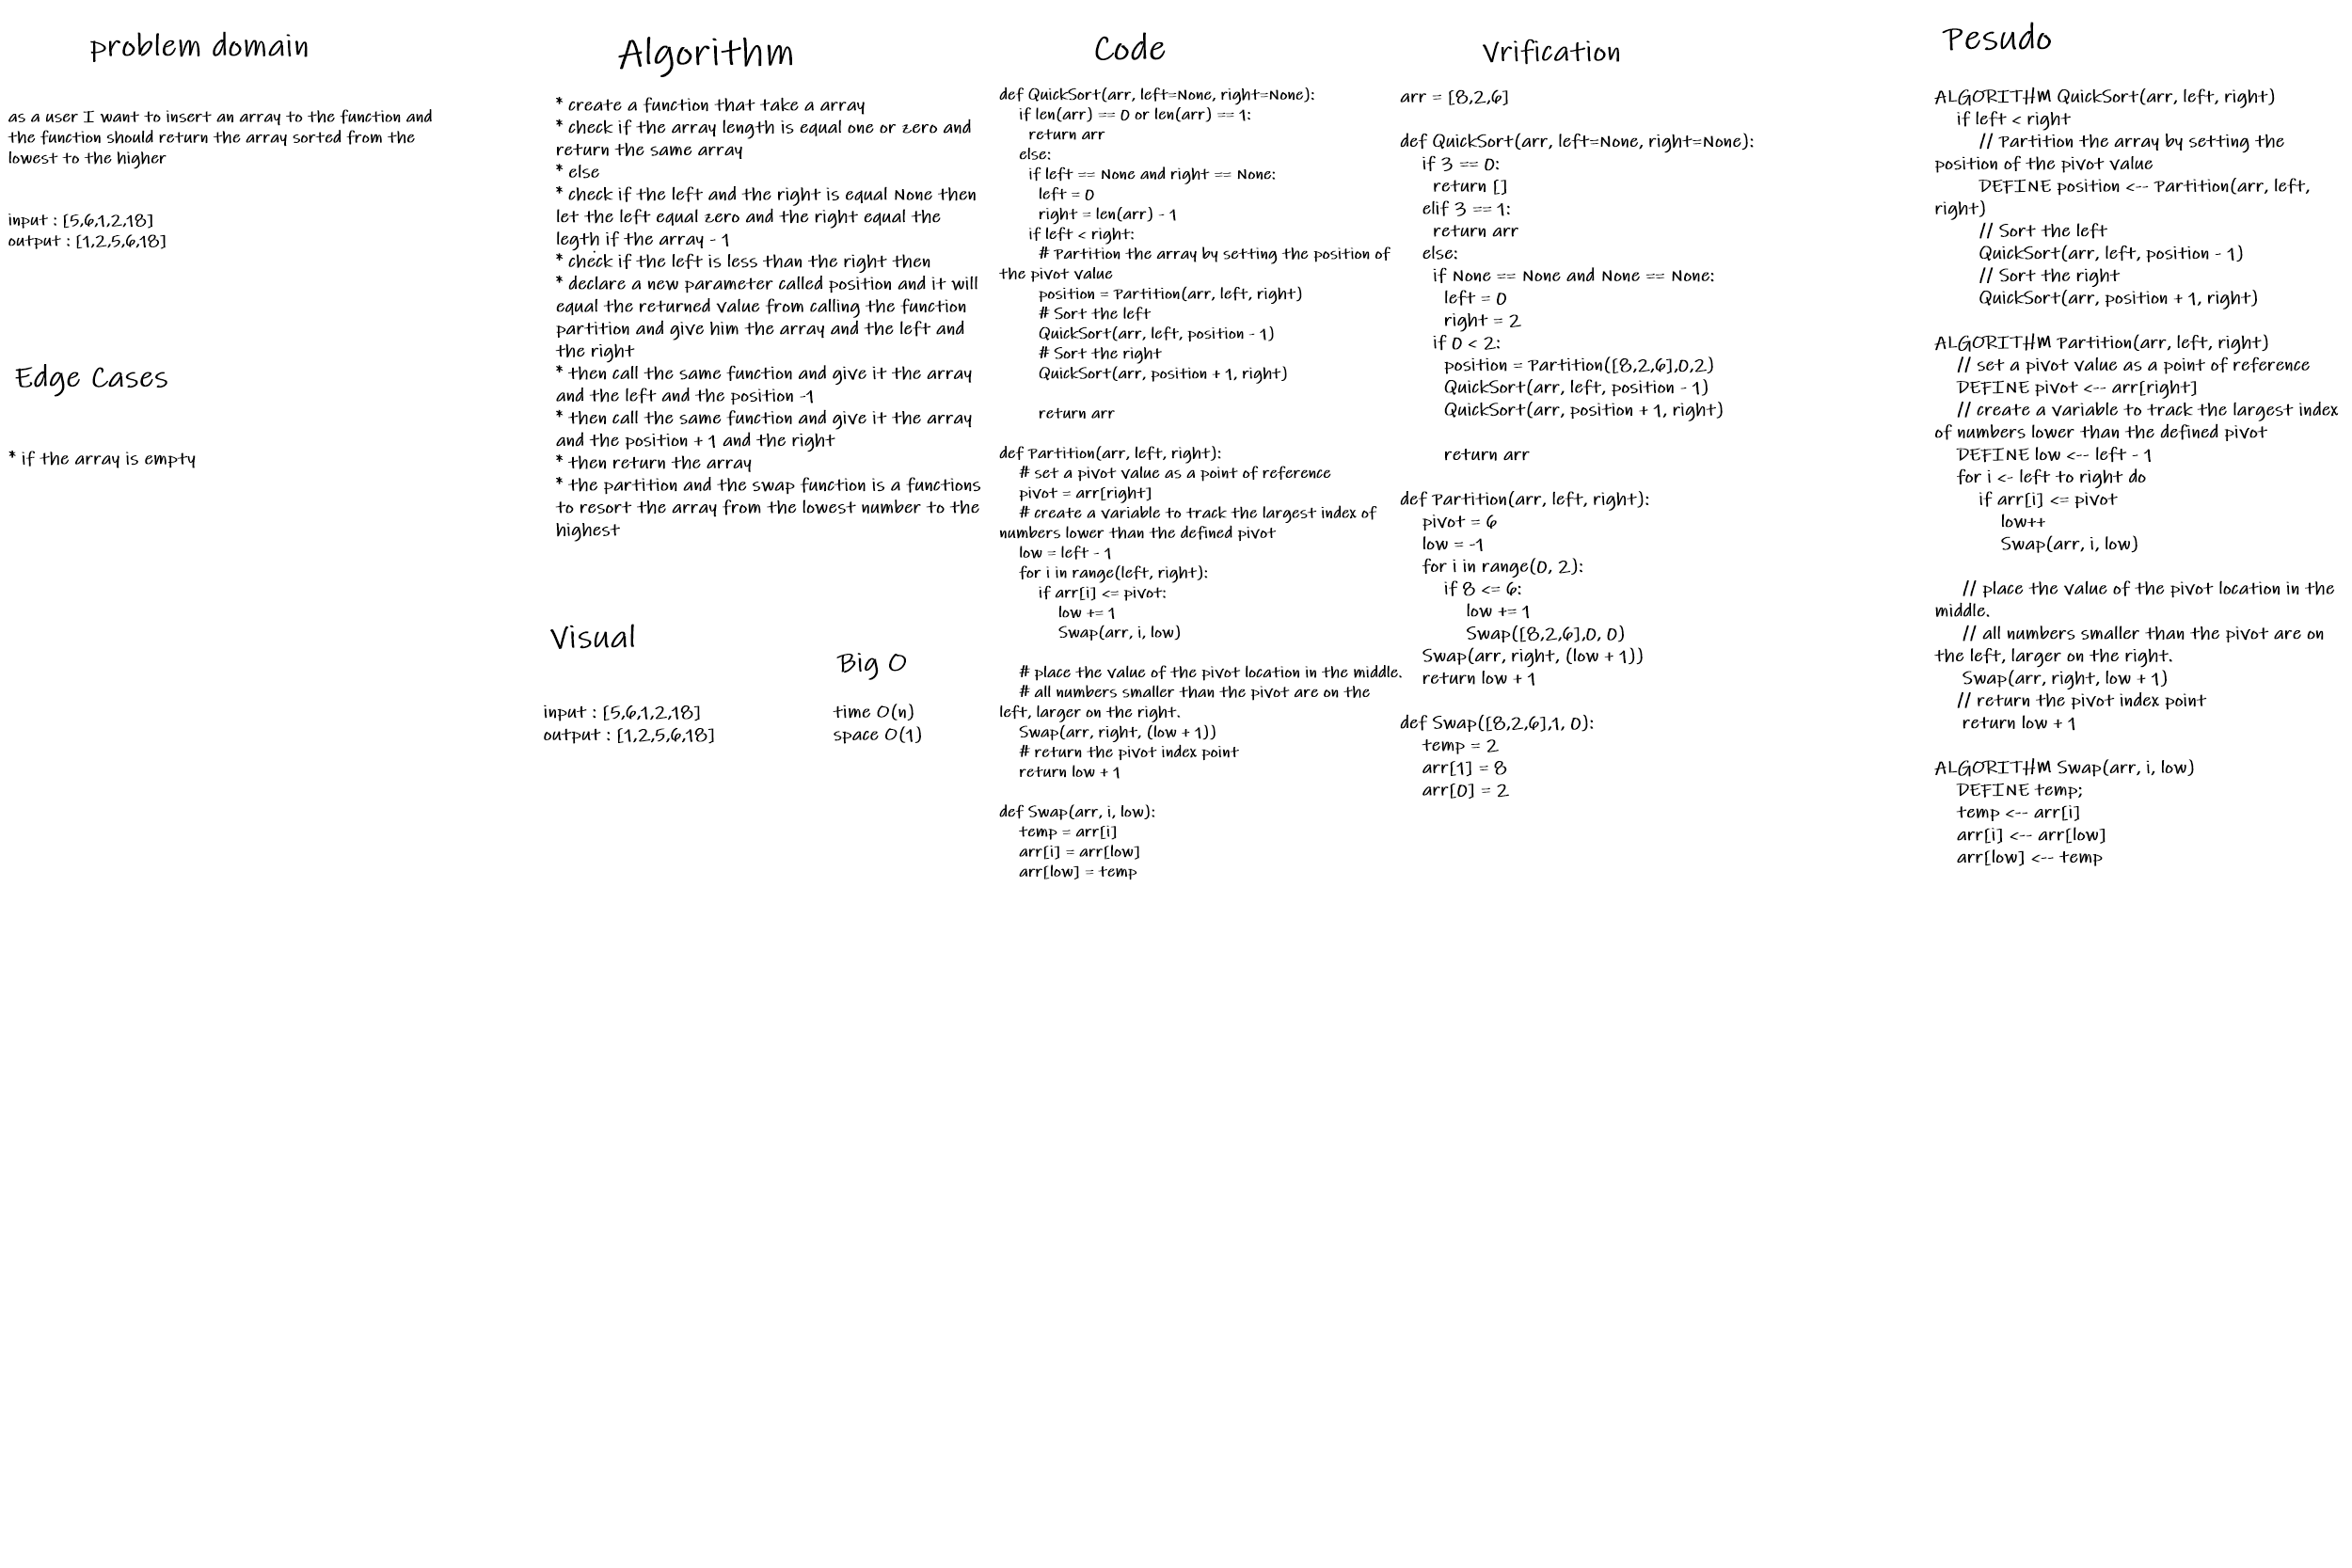 problem domain
as a user I want to insert an array to the function and
the function should return the array sorted from the
lowest to the higher
input : [5,6,1,2,18]
output : [1,2,5,6,18]
Edge Cases
* if the array is empty
Algorithm
* create a function that take a array
* check if the array length is equal one or zero and
return the same array
* else
* check if the left and the right is equal None then
let the left equal zero and the right equal the
legth if the array - 1
* check if the left is less than the right then
* declare a new parameter called position and it will
equal the returned value from calling the function
partition and give him the array and the left and
the right
* then call the same function and give it the array
and the left and the position -1
* then call the same function and give it the array
and the position + 1 and the right
* then return the array
* the partition and the swap function is a functions
to resort the array from the lowest number to the
highest
Visual
input : [5,6,1,2,18]
output : [1,2,5,6,18]
Big O
time O(n)
space O(1)
Code
def QuickSort(arr, left=None, right=None):
if len(arr) == 0 or len(arr) == 1:
return arr
else:
if left == None and right == None:
left = 0
right = len(arr) - 1
if left < right:
# Partition the array by setting the position of
the pivot value
position = Partition(arr, left, right)
# Sort the left
QuickSort(arr, left, position - 1)
# Sort the right
QuickSort(arr, position + 1, right)
return arr
def Partition(arr, left, right):
# set a pivot value as a point of reference
pivot = arr[right]
# create a variable to track the largest index of
numbers lower than the defined pivot
low = left - 1
for i in range(left, right):
if arr[i] <= pivot:
low += 1
Swap(arr, i, low)
# place the value of the pivot location in the middle.
# all numbers smaller than the pivot are on the
left, larger on the right.
Swap(arr, right, (low + 1))
# return the pivot index point
return low + 1
def Swap(arr, i, low):
temp = arr[i]
arr[i] = arr[low]
arr[low] = temp
Vrification
arr = [8,2,6]
def QuickSort(arr, left=None, right=None):
if 3 == 0:
return []
elif 3 == 1:
return arr
else:
if None == None and None == None:
left = 0
right = 2
if 0 < 2:
position = Partition([8,2,6],0,2)
QuickSort(arr, left, position - 1)
QuickSort(arr, position + 1, right)
return arr
def Partition(arr, left, right):
pivot = 6
low = -1
for i in range(0, 2):
if 8 <= 6:
low += 1
Swap([8,2,6],0, 0)
Swap(arr, right, (low + 1))
return low + 1
def Swap([8,2,6],1, 0):
temp = 2
arr[1] = 8
arr[0] = 2
Pesudo
ALGORITHM QuickSort(arr, left, right)
if left < right
// Partition the array by setting the
position of the pivot value
DEFINE position <-- Partition(arr, left,
right)
// Sort the left
QuickSort(arr, left, position - 1)
// Sort the right
QuickSort(arr, position + 1, right)
ALGORITHM Partition(arr, left, right)
// set a pivot value as a point of reference
DEFINE pivot <-- arr[right]
// create a variable to track the largest index
of numbers lower than the defined pivot
DEFINE low <-- left - 1
for i <- left to right do
if arr[i] <= pivot
low++
Swap(arr, i, low)
// place the value of the pivot location in the
middle.
// all numbers smaller than the pivot are on
the left, larger on the right.
Swap(arr, right, low + 1)
// return the pivot index point
return low + 1
ALGORITHM Swap(arr, i, low)
DEFINE temp;
temp <-- arr[i]
arr[i] <-- arr[low]
arr[low] <-- temp